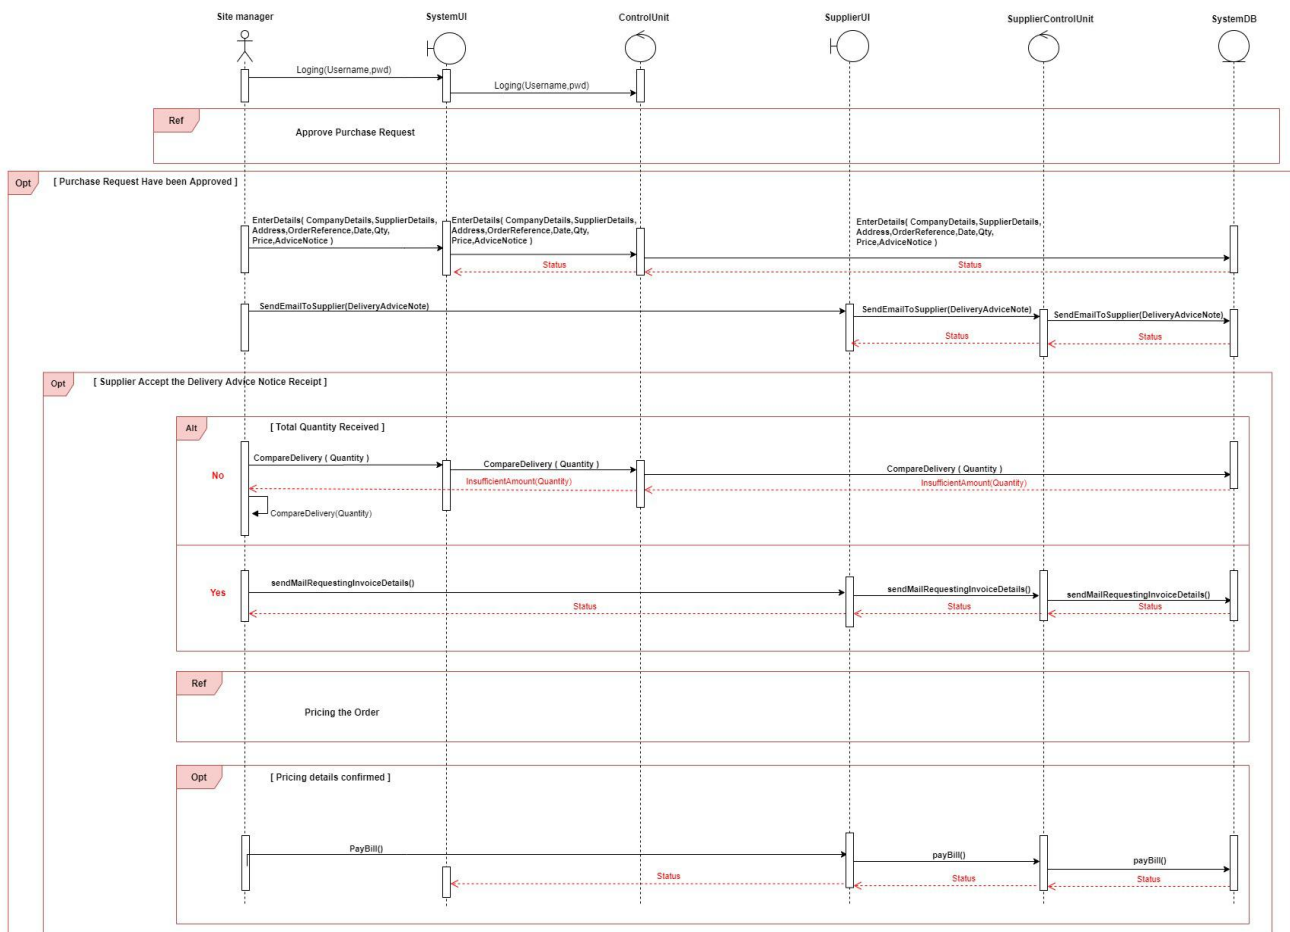 Site manager
SystemUI
ControlUnit
SupplierUI
SupplierControlUnit
SystemDB
Loging(Username,pwd)
Loging(Username,pwd)
Ref
Approve Purchase Request
Opt
[ Purchase Request Have been Approved ]
EnterDetails( CompanyDetails,SupplierDetails,
Address,OrderReference,Date,Qty,
Price,AdviceNotice )
EnterDetails( CompanyDetails,SupplierDetails,
Address,OrderReference,Date,Qty,
Price,AdviceNotice )
EnterDetails( CompanyDetails,SupplierDetails,
Address,OrderReference,Date,Qty,
Price,AdviceNotice )
Status
Status
SendEmailToSupplier(DeliveryAdviceNote)
SendEmailToSupplier(DeliveryAdviceNote)
SendEmailToSupplier(DeliveryAdviceNote)
Status
Status
Opt
[ Supplier Accept the Delivery Advice Notice Receipt ]
Alt
[ Total Quantity Received ]
No
CompareDelivery ( Quantity )
CompareDelivery ( Quantity )
CompareDelivery ( Quantity )
InsufficientAmount(Quantity)
InsufficientAmount(Quantity)
CompareDelivery(Quantity)
Yes
sendMailRequestingInvoiceDetails()
sendMailRequestingInvoiceDetails()
sendMailRequestingInvoiceDetails()
Status
Status
Status
Ref
Pricing the Order
Opt
[ Pricing details confirmed ]
PayBill()
payBill()
payBill()
Status
Status
Status